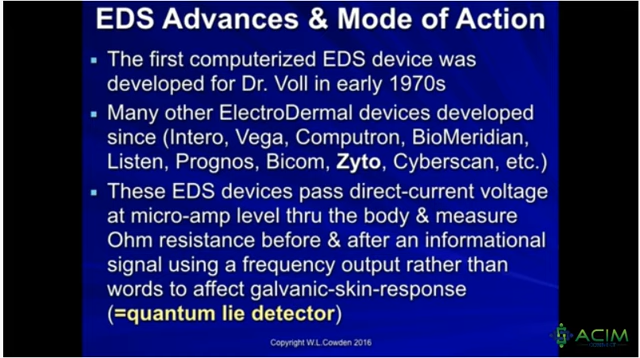 EDS Advances & Mode of Action
▪ The first computerized EDS device was
developed for Dr. Voll in early 1970s
▪ Many other ElectroDermal devices developed
since (Intero, Vega, Computron, BioMeridian,
Listen, Prognos, Bicom, Zyto, Cyberscan, etc.)
▪ These EDS devices pass direct-current voltage
at micro-amp level thru the body & measure
Ohm resistance before & after an informational
signal using a frequency output rather than
words to affect galvanic-skin-response
(=quantum lie detector)
Copyright W.L.Cowden 2016
ACIM